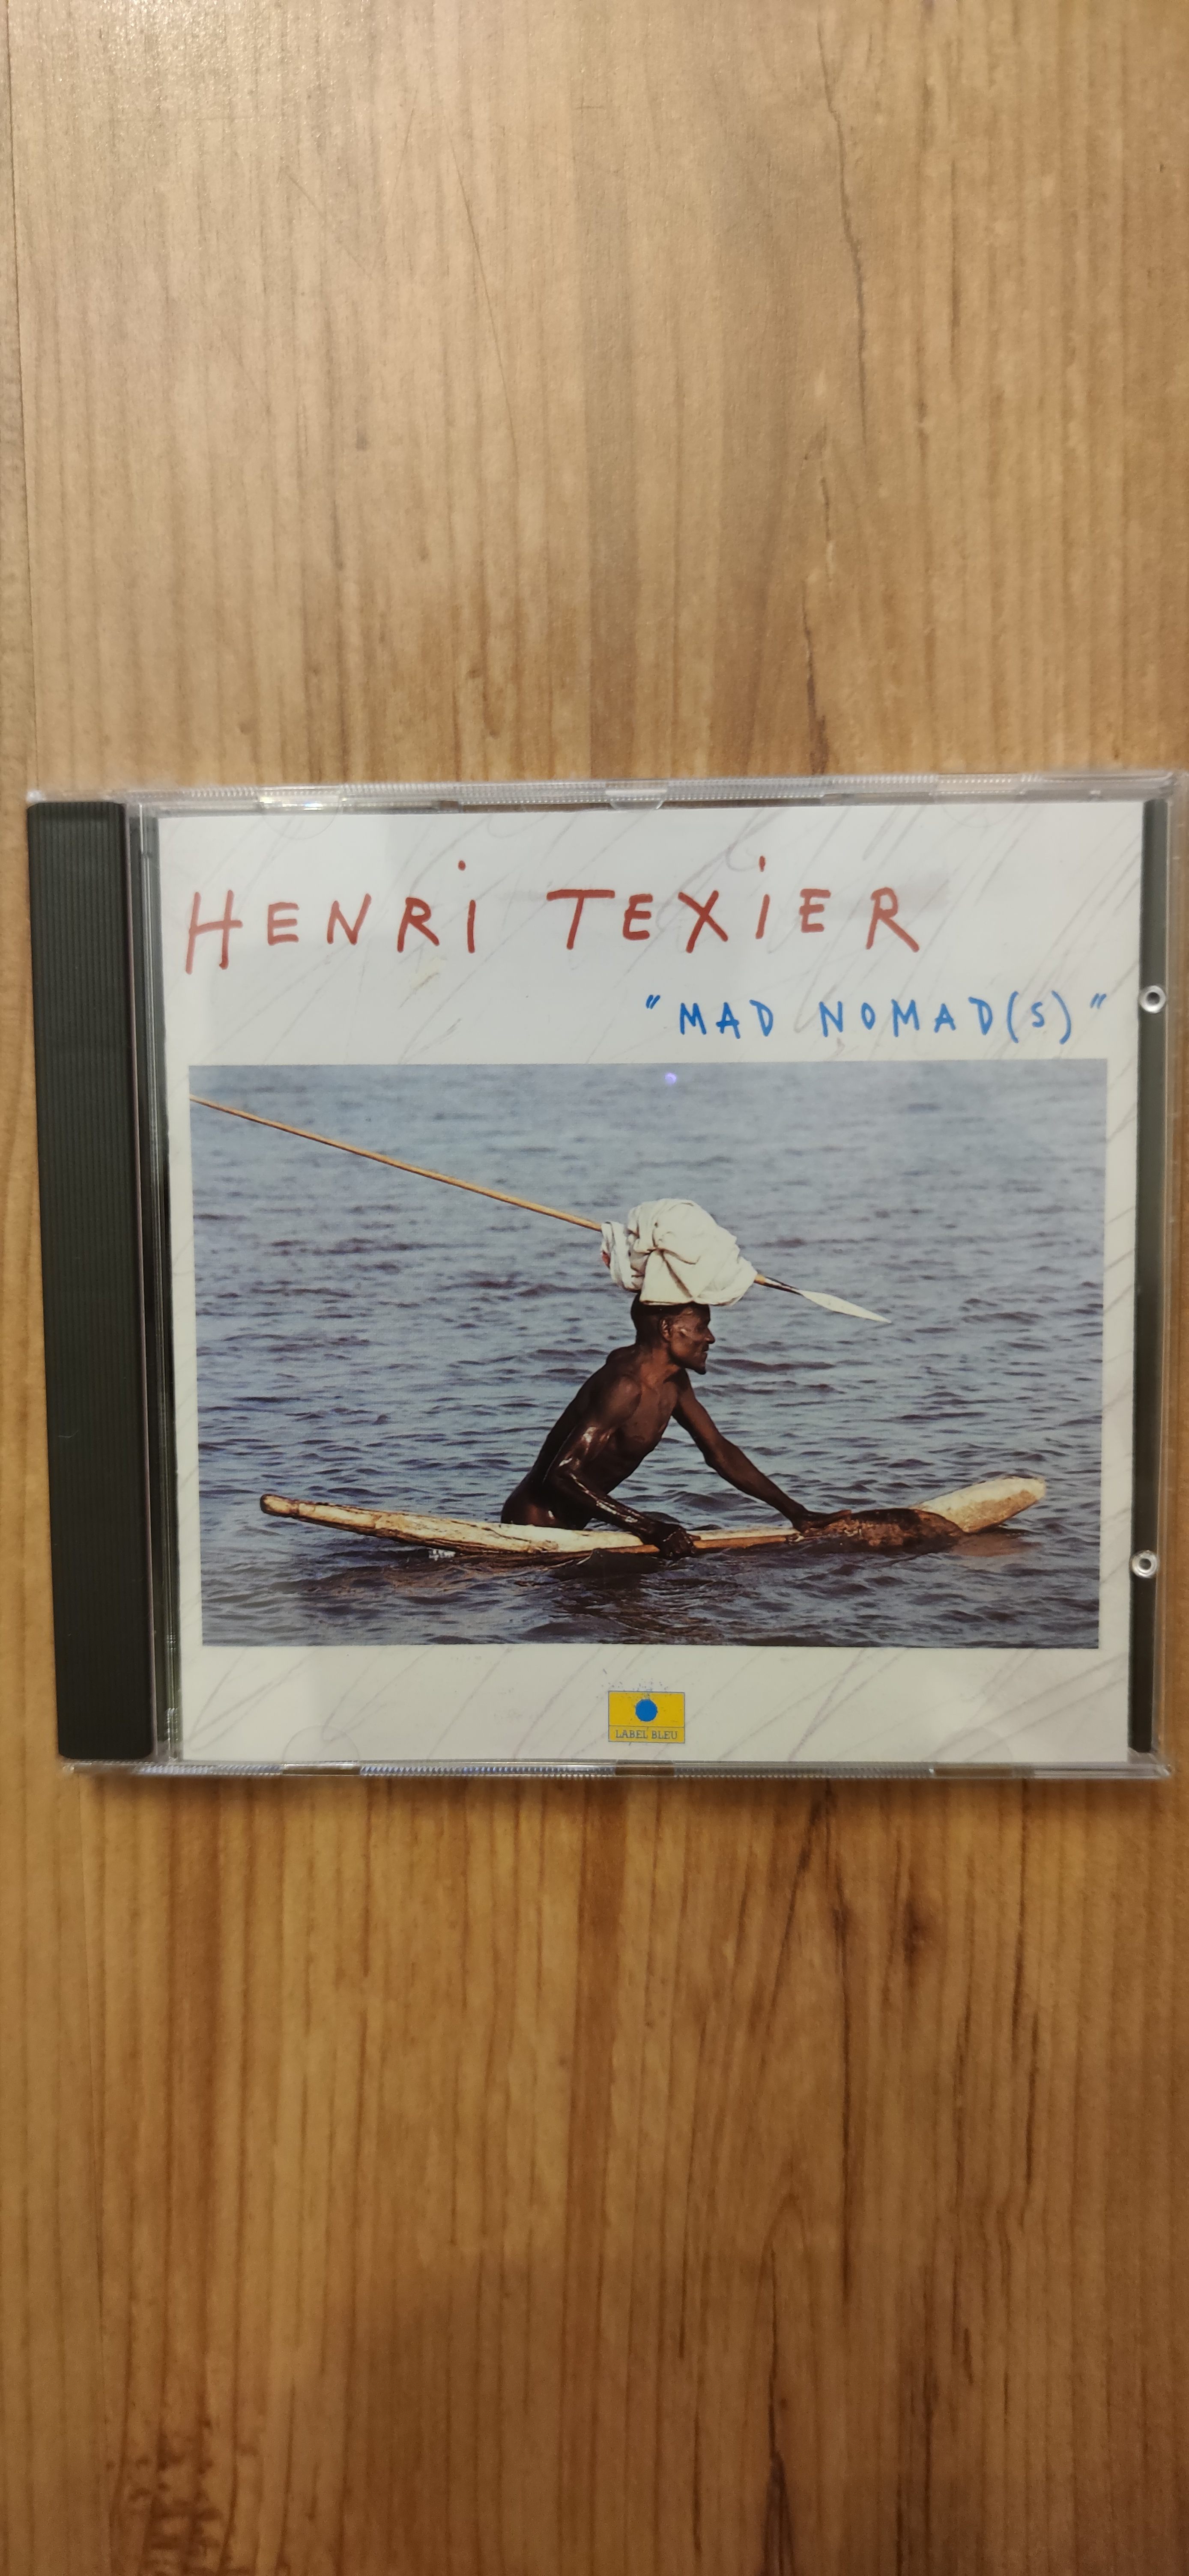 HENRi TEXiER
"MAD NOMAD(S)"
LABEL BLEU